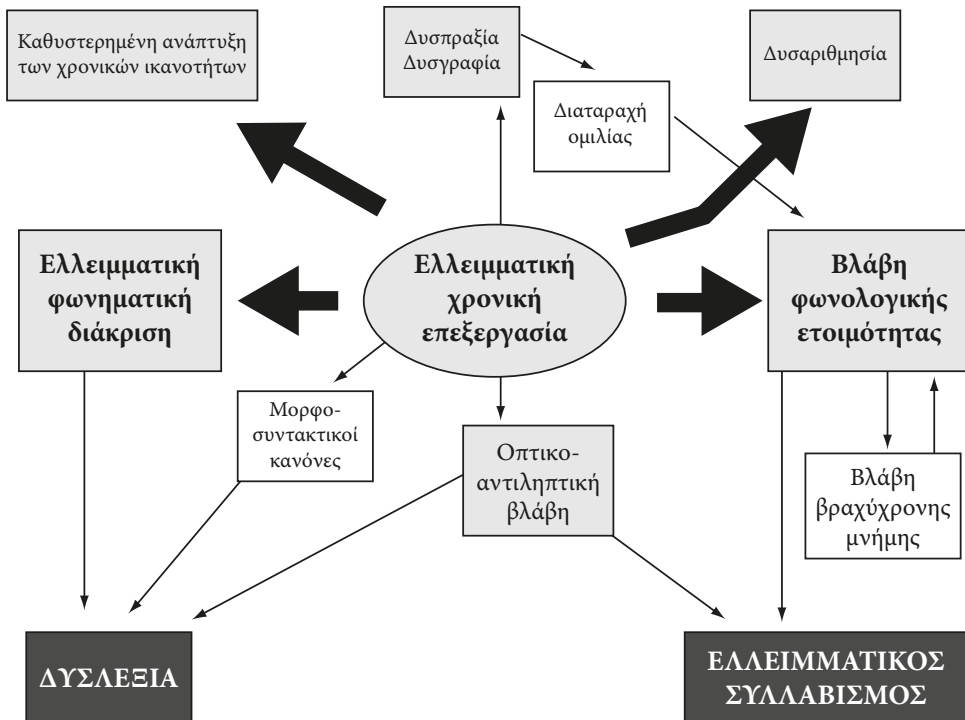 Καθυστερημένη ανάπτυξη
των χρονικών ικανοτήτων
Δυσπραξία
Δυσγραφία
Δυσαριθμησία
Διαταραχή
ομιλίας
Ελλειμματική
φωνηματική
διάκριση
Ελλειμματική
χρονική
επεξεργασία
Βλάβη
φωνολογικής
ετοιμότητας
Μορφο-
συντακτικοί
κανόνες
Οπτικο-
αντιληπτική
βλάβη
Βλάβη
βραχύχρονης
μνήμης
ΔΥΣΛΕΞΙΑ
ΕΛΛΕΙΜΜΑΤΙΚΟΣ
ΣΥΛΛΑΒΙΣΜΟΣ